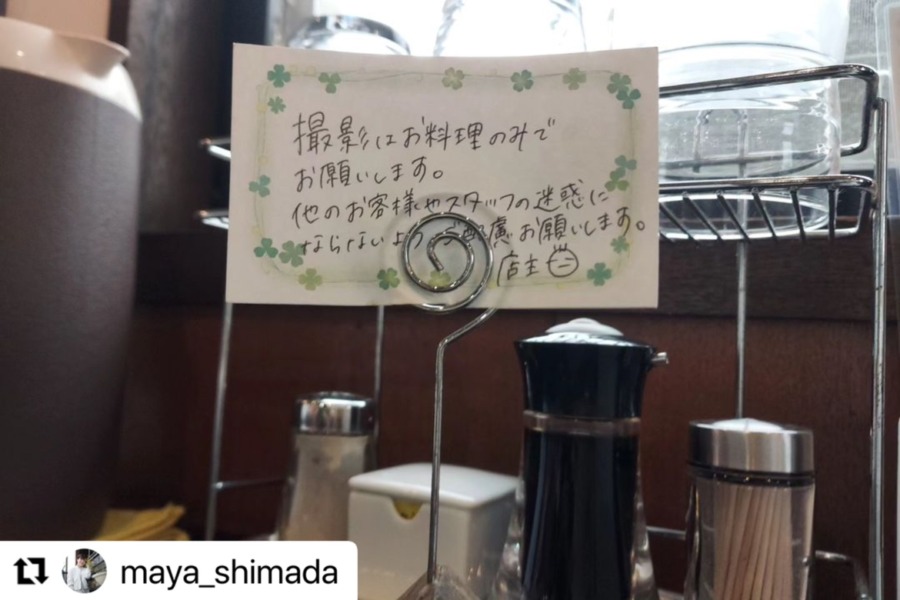 撮影はお料理のみで
お願いします。
他のお客様やスタッフの迷惑に
ならないようご配慮お願いします。
店主
maya_shimada